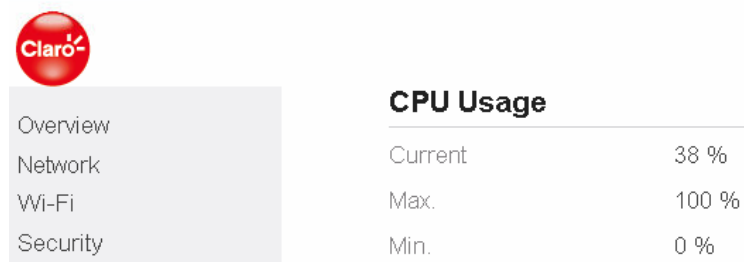 Claro
Overview
Network
Wi-Fi
Security
CPU Usage
Current 38 %
Max. 100 %
Min. 0 %